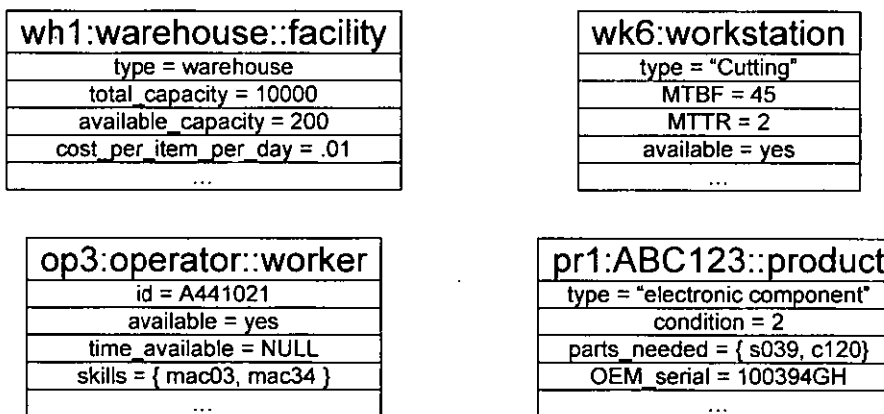 wh1:warehouse::facility
type = warehouse
total_capacity = 10000
available_capacity = 200
cost_per_item_per_day = .01
...
wk6:workstation
type = "Cutting"
MTBF = 45
MTTR = 2
available = yes
...
op3:operator::worker
id = A441021
available = yes
time_available = NULL
skills = { mac03, mac34 }
...
pr1:ABC123::product
type = "electronic component"
condition = 2
parts_needed = { s039, c120}
OEM_serial = 100394GH
...